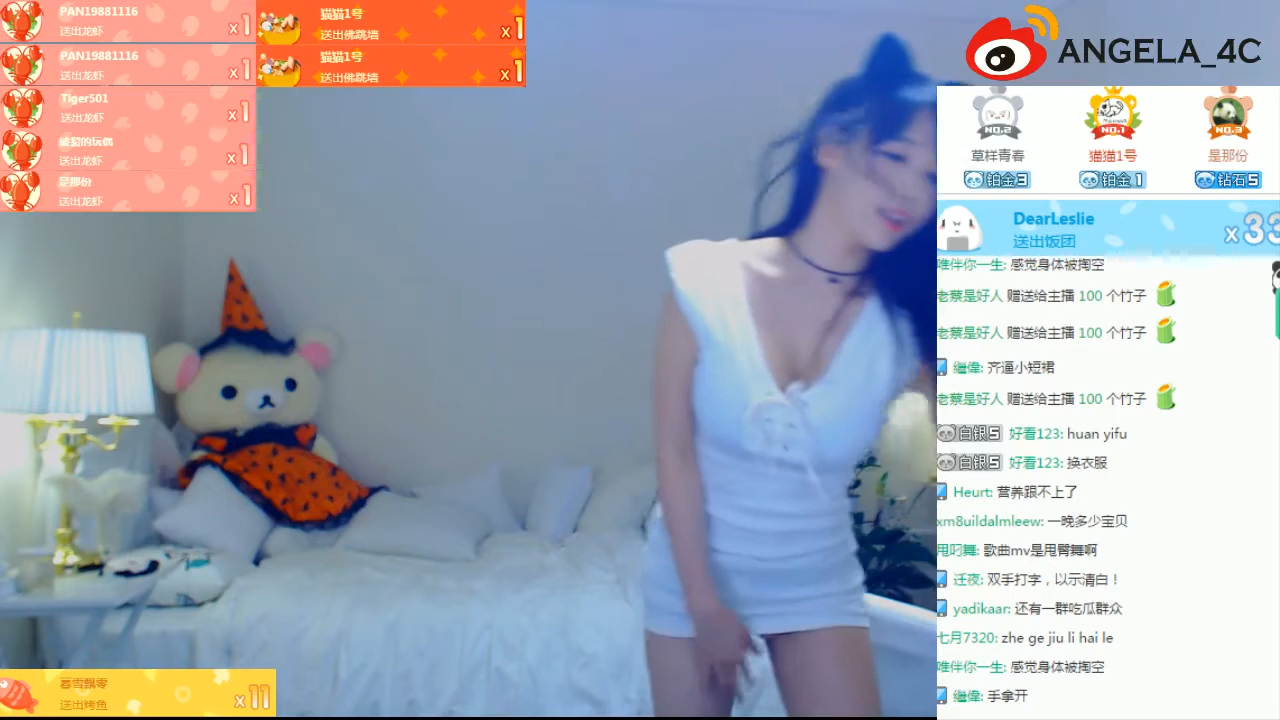 PAN19881116
送出龙虾
x1
PAN19881116
送出龙虾
x1
Tiger501
送出龙虾
x1
破裂的玩偶
送出龙虾
x1
是那份
送出龙虾
x1
猫猫1号
送出佛跳墙
x1
猫猫1号
送出佛跳墙
x1
ANGELA_4C
NO.2
NO.1
NO.3
草样青春
猫猫1号
是那份
铂金3
铂金1
钻石5
DearLeslie
送出饭团
x33
唯伴你一生: 感觉身体被掏空
老蔡是好人 赠送给主播 100 个竹子
老蔡是好人 赠送给主播 100 个竹子
继偉: 齐逼小短裙
老蔡是好人 赠送给主播 100 个竹子
白银5 好看123: huan yifu
白银5 好看123: 换衣服
Heurt: 营养跟不上了
xm8uildalmleew: 一晚多少宝贝
甩叼舞: 歌曲mv是甩臂舞啊
迁夜: 双手打字，以示清白！
yadikaar: 还有一群吃瓜群众
七月7320: zhe ge jiu li hai le
唯伴你一生: 感觉身体被掏空
继偉: 手拿开
暮雪飘零
送出烤鱼
x11